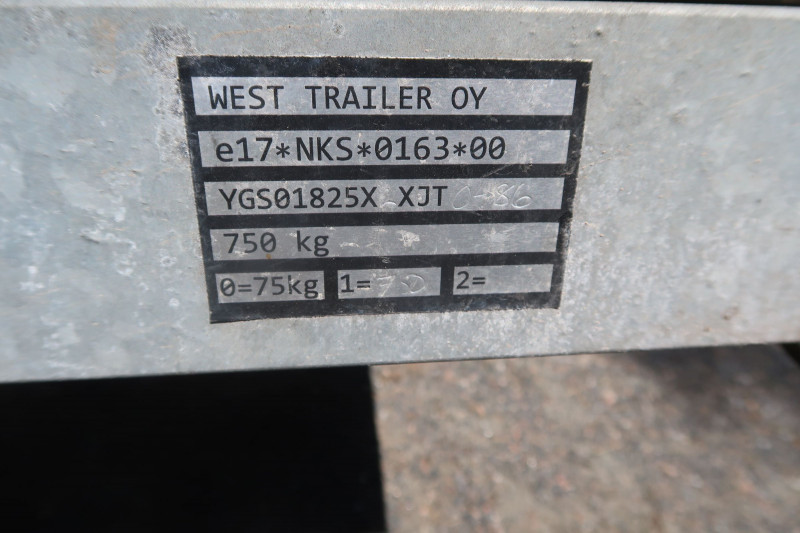 WEST TRAILER OY
e17*NKS*0163*00
YGS01825X XJT
750 kg
0=75kg 1= 2=